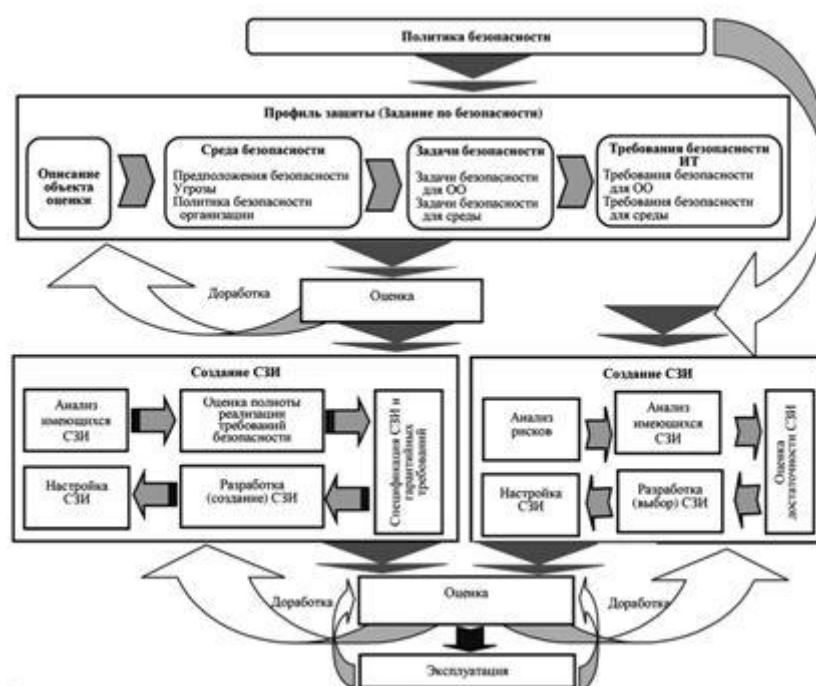 Политика безопасности
Профиль защиты (Задание по безопасности)
Описание
объекта
оценки
Среда безопасности
Предположения безопасности
Угрозы
Политика безопасности
организации
Задачи безопасности
Задачи безопасности
для ОО
Задачи безопасности
для среды
Требования безопасности
ИТ
Требования безопасности
для ОО
Требования безопасности
для среды
Доработка
Оценка
Создание СЗИ
Анализ
имеющихся
СЗИ
Оценка полноты
реализации
требований
безопасности
Спецификация СЗИ и
гарантийных
требований
Настройка
СЗИ
Разработка
(создание) СЗИ
Создание СЗИ
Анализ
рисков
Анализ
имеющихся
СЗИ
Оценка
достаточности СЗИ
Настройка
СЗИ
Разработка
(выбор) СЗИ
Доработка
Оценка
Доработка
Эксплуатация